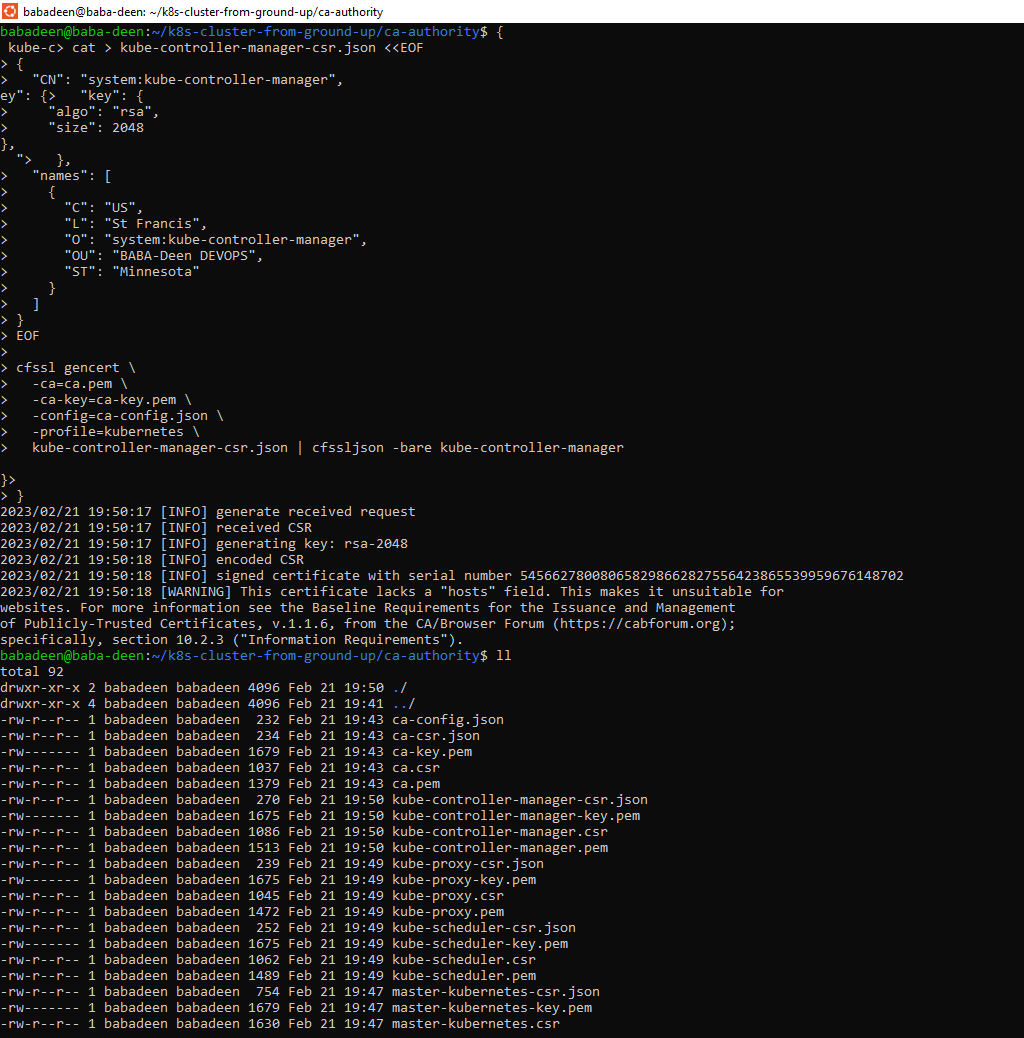 babadeen@baba-deen: ~/k8s-cluster-from-ground-up/ca-authority
babadeen@baba-deen:~/k8s-cluster-from-ground-up/ca-authority$ {
 kube-c> cat > kube-controller-manager-csr.json <<EOF
> {
>   "CN": "system:kube-controller-manager",
ey": {>   "key": {
>     "algo": "rsa",
>     "size": 2048
},
  ">   },
>   "names": [
>     {
>       "C": "US",
>       "L": "St Francis",
>       "O": "system:kube-controller-manager",
>       "OU": "BABA-Deen DEVOPS",
>       "ST": "Minnesota"
>     }
>   ]
> }
> EOF
>
> cfssl gencert \
>   -ca=ca.pem \
>   -ca-key=ca-key.pem \
>   -config=ca-config.json \
>   -profile=kubernetes \
>   kube-controller-manager-csr.json | cfssljson -bare kube-controller-manager

}>
> }
2023/02/21 19:50:17 [INFO] generate received request
2023/02/21 19:50:17 [INFO] received CSR
2023/02/21 19:50:17 [INFO] generating key: rsa-2048
2023/02/21 19:50:18 [INFO] encoded CSR
2023/02/21 19:50:18 [INFO] signed certificate with serial number 545662780080658298662827556423865539959676148702
2023/02/21 19:50:18 [WARNING] This certificate lacks a "hosts" field. This makes it unsuitable for
websites. For more information see the Baseline Requirements for the Issuance and Management
of Publicly-Trusted Certificates, v.1.1.6, from the CA/Browser Forum (https://cabforum.org);
specifically, section 10.2.3 ("Information Requirements").
babadeen@baba-deen:~/k8s-cluster-from-ground-up/ca-authority$ ll
total 92
drwxr-xr-x 2 babadeen babadeen 4096 Feb 21 19:50 ./
drwxr-xr-x 4 babadeen babadeen 4096 Feb 21 19:41 ../
-rw-r--r-- 1 babadeen babadeen  232 Feb 21 19:43 ca-config.json
-rw-r--r-- 1 babadeen babadeen  234 Feb 21 19:43 ca-csr.json
-rw------- 1 babadeen babadeen 1679 Feb 21 19:43 ca-key.pem
-rw-r--r-- 1 babadeen babadeen 1037 Feb 21 19:43 ca.csr
-rw-r--r-- 1 babadeen babadeen 1379 Feb 21 19:43 ca.pem
-rw-r--r-- 1 babadeen babadeen  270 Feb 21 19:50 kube-controller-manager-csr.json
-rw------- 1 babadeen babadeen 1675 Feb 21 19:50 kube-controller-manager-key.pem
-rw-r--r-- 1 babadeen babadeen 1086 Feb 21 19:50 kube-controller-manager.csr
-rw-r--r-- 1 babadeen babadeen 1513 Feb 21 19:50 kube-controller-manager.pem
-rw-r--r-- 1 babadeen babadeen  239 Feb 21 19:49 kube-proxy-csr.json
-rw------- 1 babadeen babadeen 1675 Feb 21 19:49 kube-proxy-key.pem
-rw-r--r-- 1 babadeen babadeen 1045 Feb 21 19:49 kube-proxy.csr
-rw-r--r-- 1 babadeen babadeen 1472 Feb 21 19:49 kube-proxy.pem
-rw-r--r-- 1 babadeen babadeen  252 Feb 21 19:49 kube-scheduler-csr.json
-rw------- 1 babadeen babadeen 1675 Feb 21 19:49 kube-scheduler-key.pem
-rw-r--r-- 1 babadeen babadeen 1062 Feb 21 19:49 kube-scheduler.csr
-rw-r--r-- 1 babadeen babadeen 1489 Feb 21 19:49 kube-scheduler.pem
-rw-r--r-- 1 babadeen babadeen  754 Feb 21 19:47 master-kubernetes-csr.json
-rw------- 1 babadeen babadeen 1679 Feb 21 19:47 master-kubernetes-key.pem
-rw-r--r-- 1 babadeen babadeen 1630 Feb 21 19:47 master-kubernetes.csr